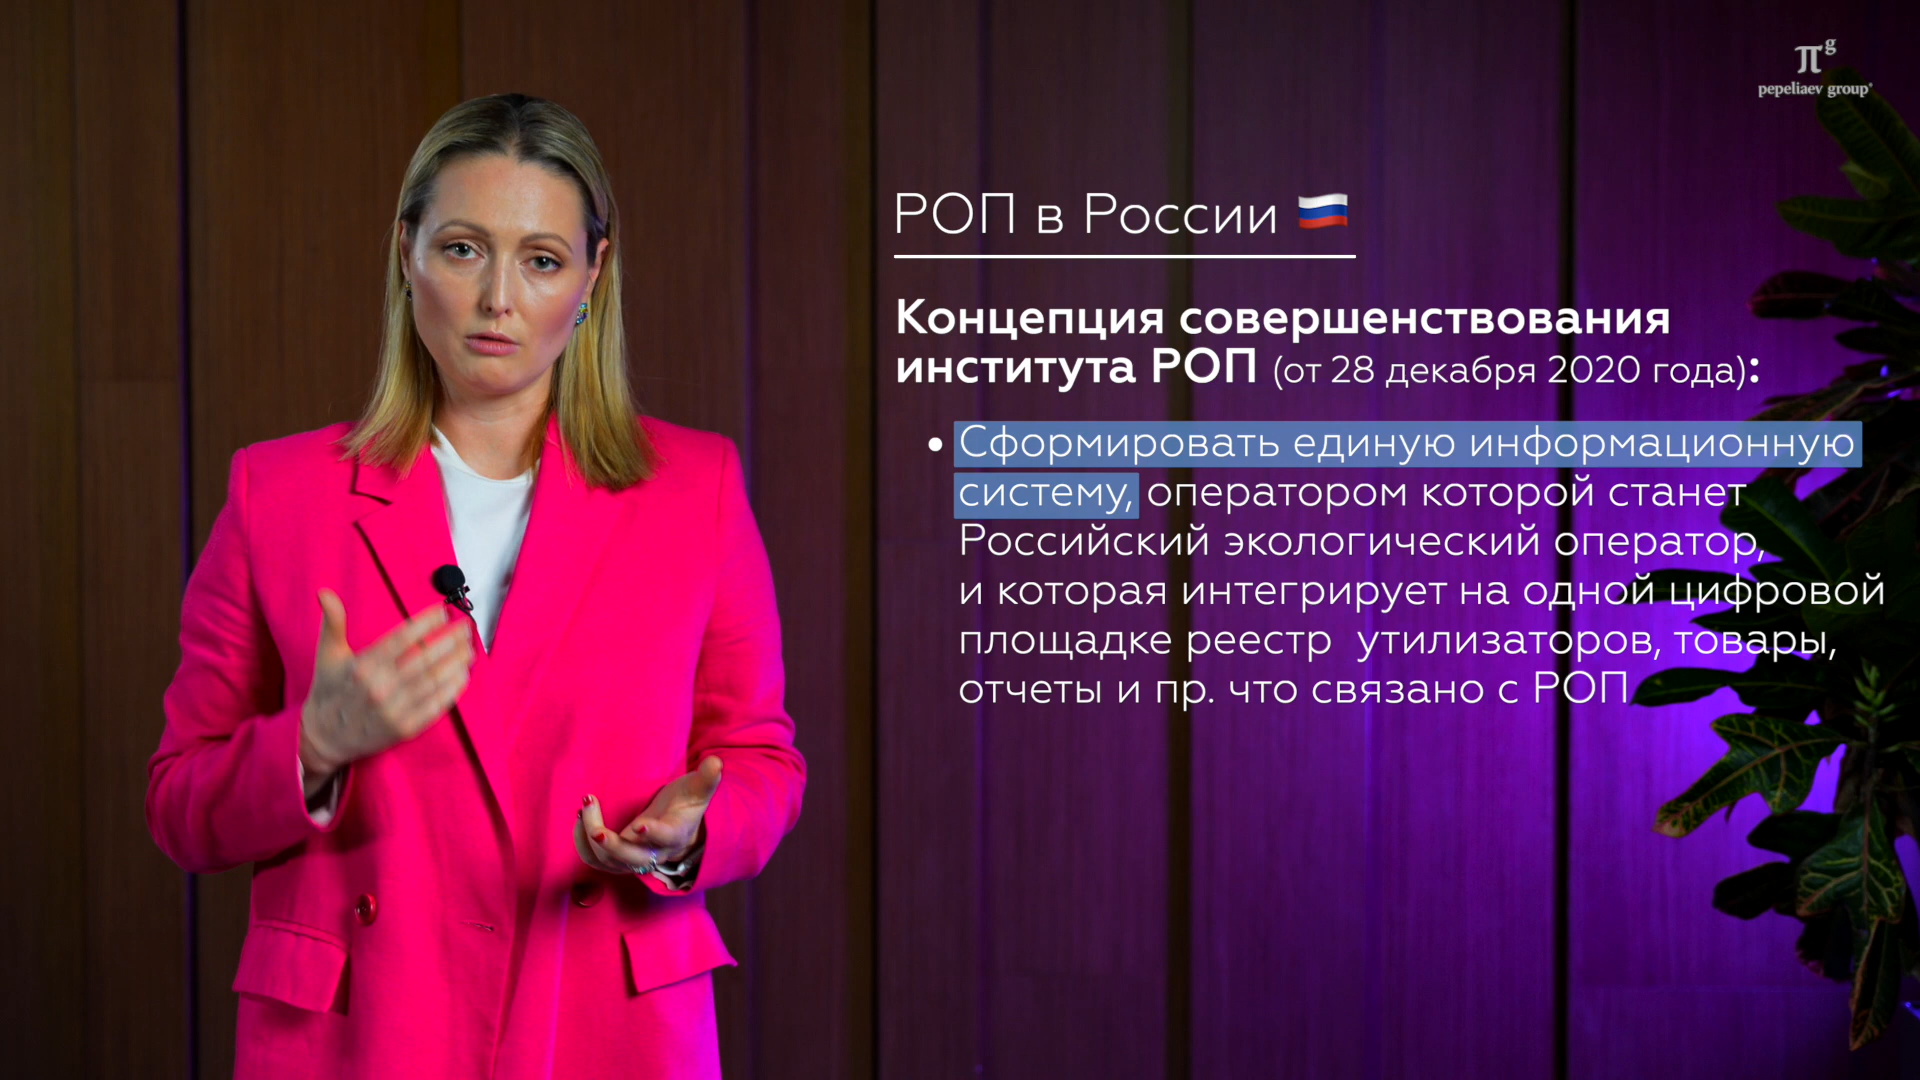 πg
pepeliaev group®
РОП в России
Концепция совершенствования
института РОП (от 28 декабря 2020 года):
• Сформировать единую информационную
систему, оператором которой станет
Российский экологический оператор,
и которая интегрирует на одной цифровой
площадке реестр утилизаторов, товары,
отчеты и пр. что связано с РОП